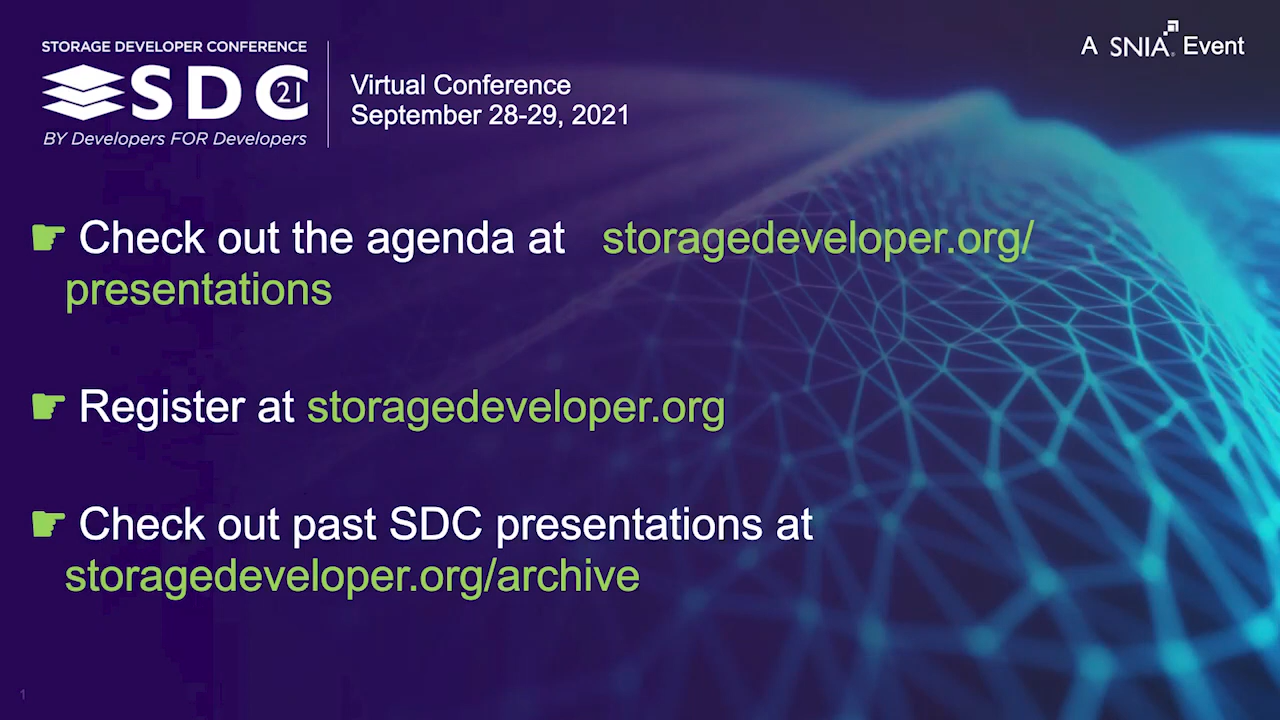 STORAGE DEVELOPER CONFERENCE
SDC 21
BY Developers FOR Developers
Virtual Conference
September 28-29, 2021
A SNIA® Event
☛ Check out the agenda at storagedeveloper.org/
presentations
☛ Register at storagedeveloper.org
☛ Check out past SDC presentations at
storagedeveloper.org/archive
1